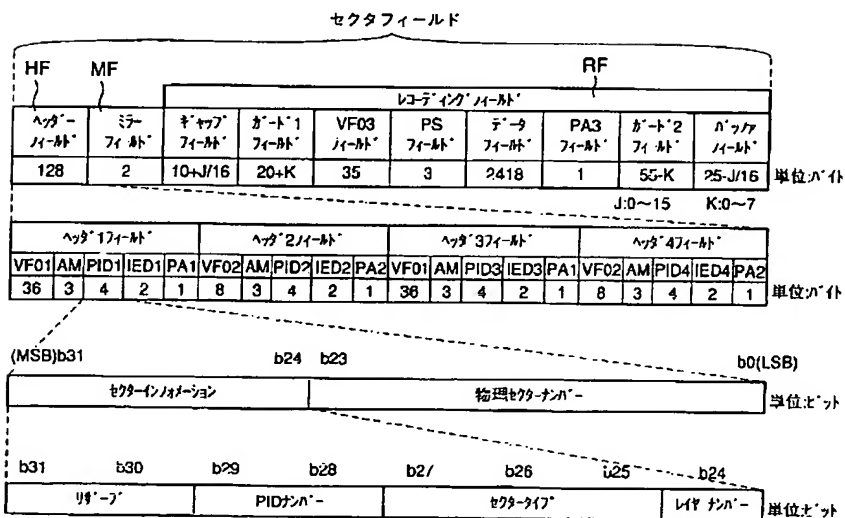 セクタフィールド
HF MF RF
レコーディングフィールド
ヘッダーフィールド ミラーフィールド ギャップフィールド ガード1フィールド VFO3フィールド PSフィールド データフィールド PA3フィールド ガード2フィールド バッファフィールド
128 2 10+J/16 20+K 35 3 2418 1 55-K 25-J/16 単位:バイト
J:0～15 K:0～7
ヘッダ1フィールド ヘッダ2フィールド ヘッダ3フィールド ヘッダ4フィールド
VFO1 AM PID1 IED1 PA1 VFO2 AM PID2 IED2 PA2 VFO1 AM PID3 IED3 PA1 VFO2 AM PID4 IED4 PA2
36 3 4 2 1 8 3 4 2 1 36 3 4 2 1 8 3 4 2 1 単位:バイト
(MSB)b31 b24 b23 b0(LSB)
セクターインフォメーション 物理セクターナンバー 単位:ビット
b31 b30 b29 b28 b27 b26 b25 b24
リザーブ PIDナンバー セクタータイプ レイヤナンバー 単位:ビット